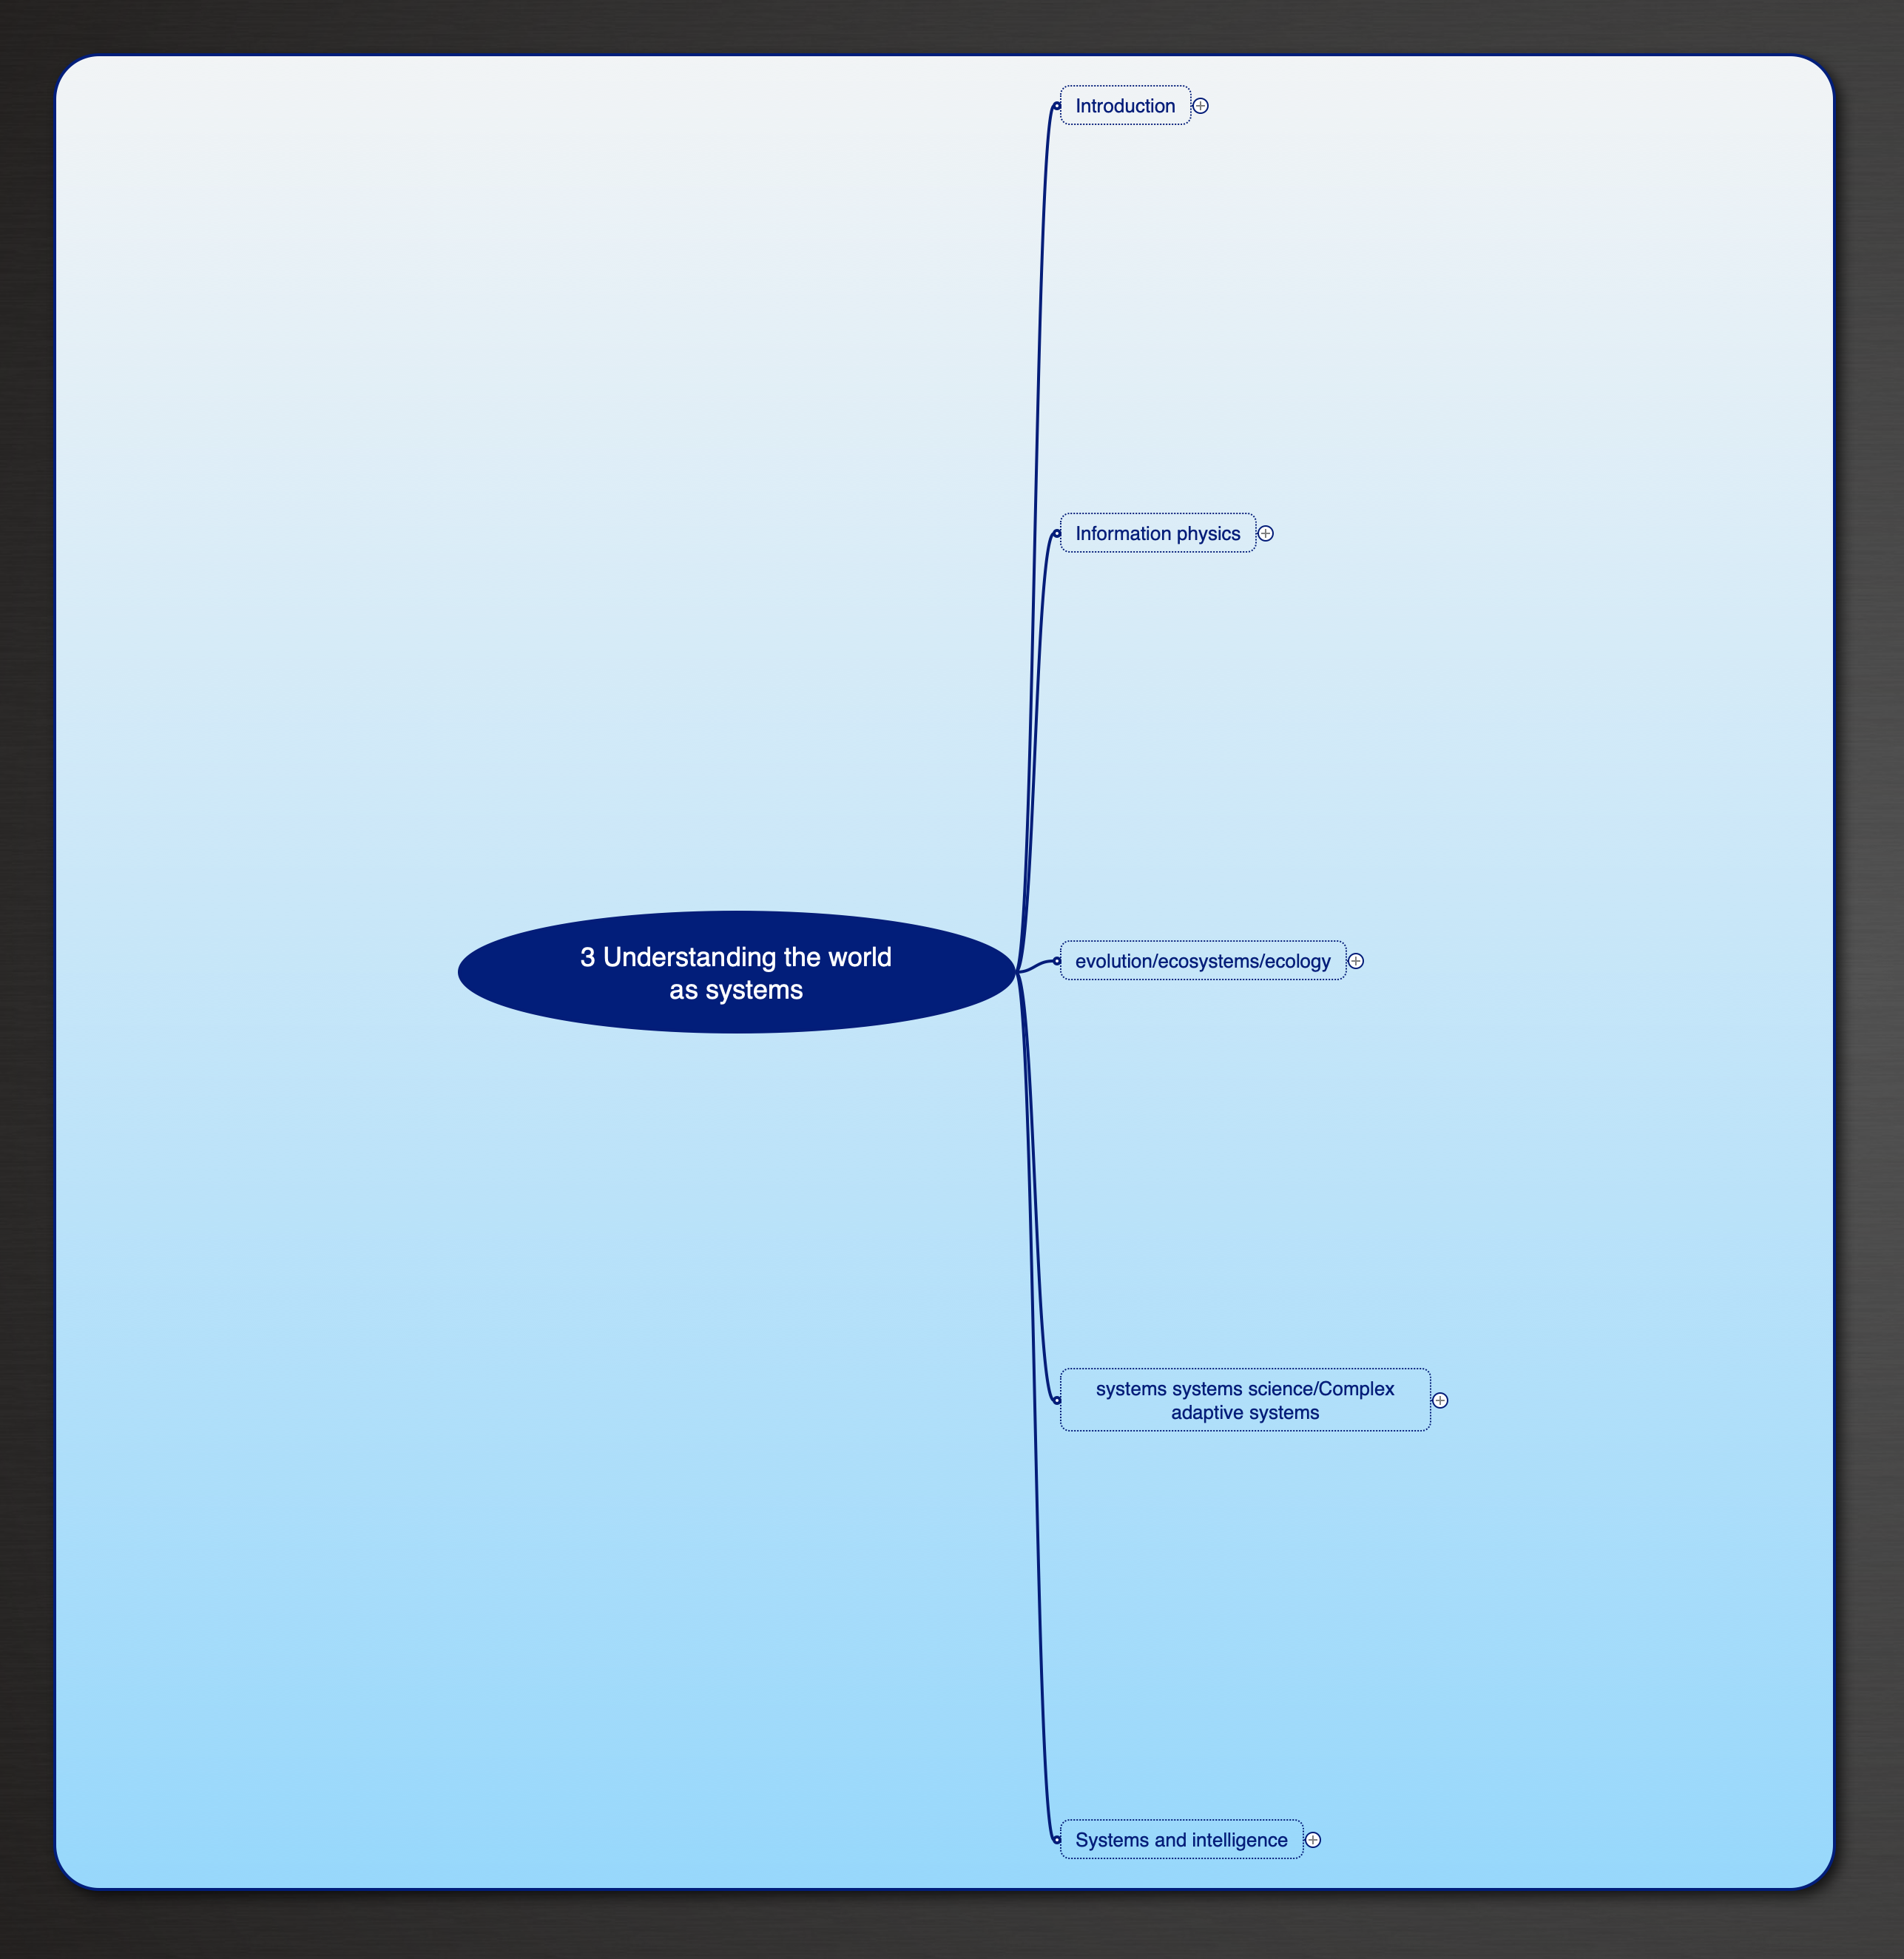 Introduction
Information physics
3 Understanding the world
as systems
evolution/ecosystems/ecology
systems systems science/Complex
adaptive systems
Systems and intelligence